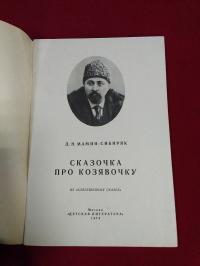 Д. Н. МАМИН-СИБИРЯК
СКАЗОЧКА
ПРО КОЗЯВОЧКУ
ИЗ «АЛЕНУШКИНЫХ СКАЗОК»
Москва
«ДЕТСКАЯ ЛИТЕРАТУРА»